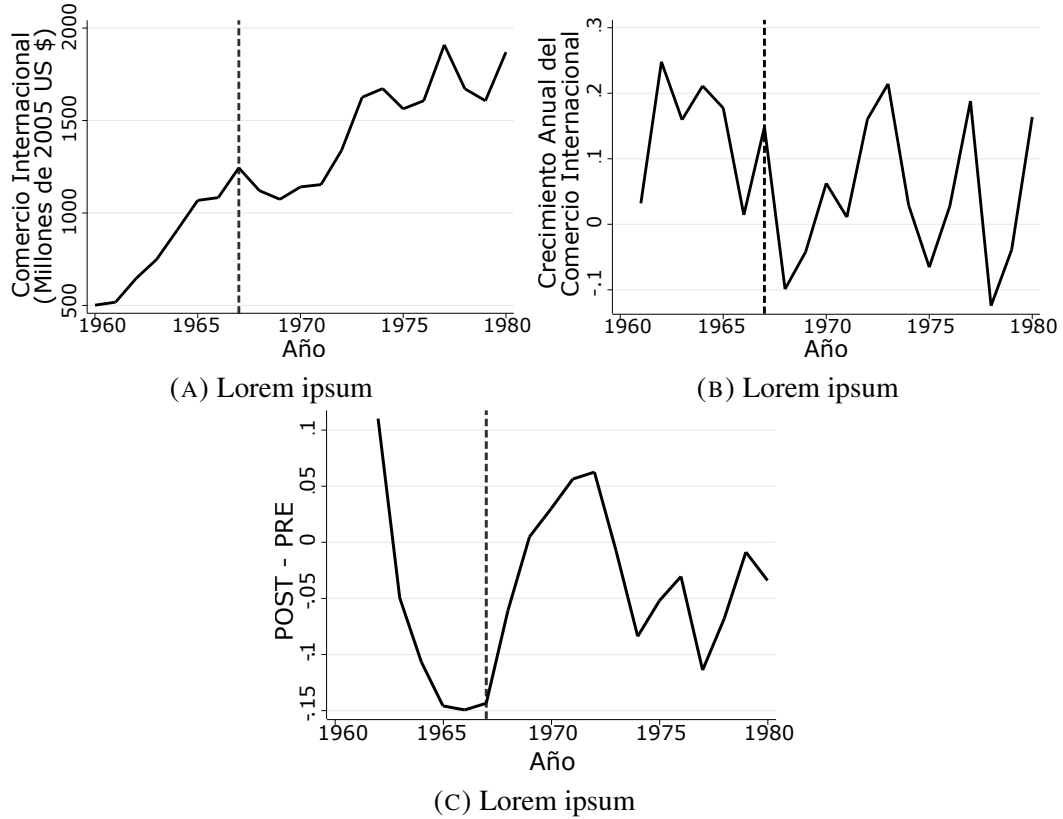 Comercio Internacional
(Millones de 2005 US $)
500 1000 1500 2000
1960 1965 1970 1975 1980
Año
(A) Lorem ipsum
Crecimiento Anual del
Comercio Internacional
-.1 0 .1 .2 .3
1960 1965 1970 1975 1980
Año
(B) Lorem ipsum
POST - PRE
-.15 -.1 -.05 0 .05 .1
1960 1965 1970 1975 1980
Año
(C) Lorem ipsum